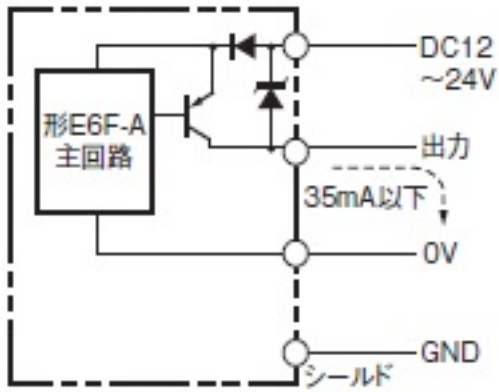 DC12
～24V
形E6F-A
主回路
出力
35mA以下
0V
GND
シールド